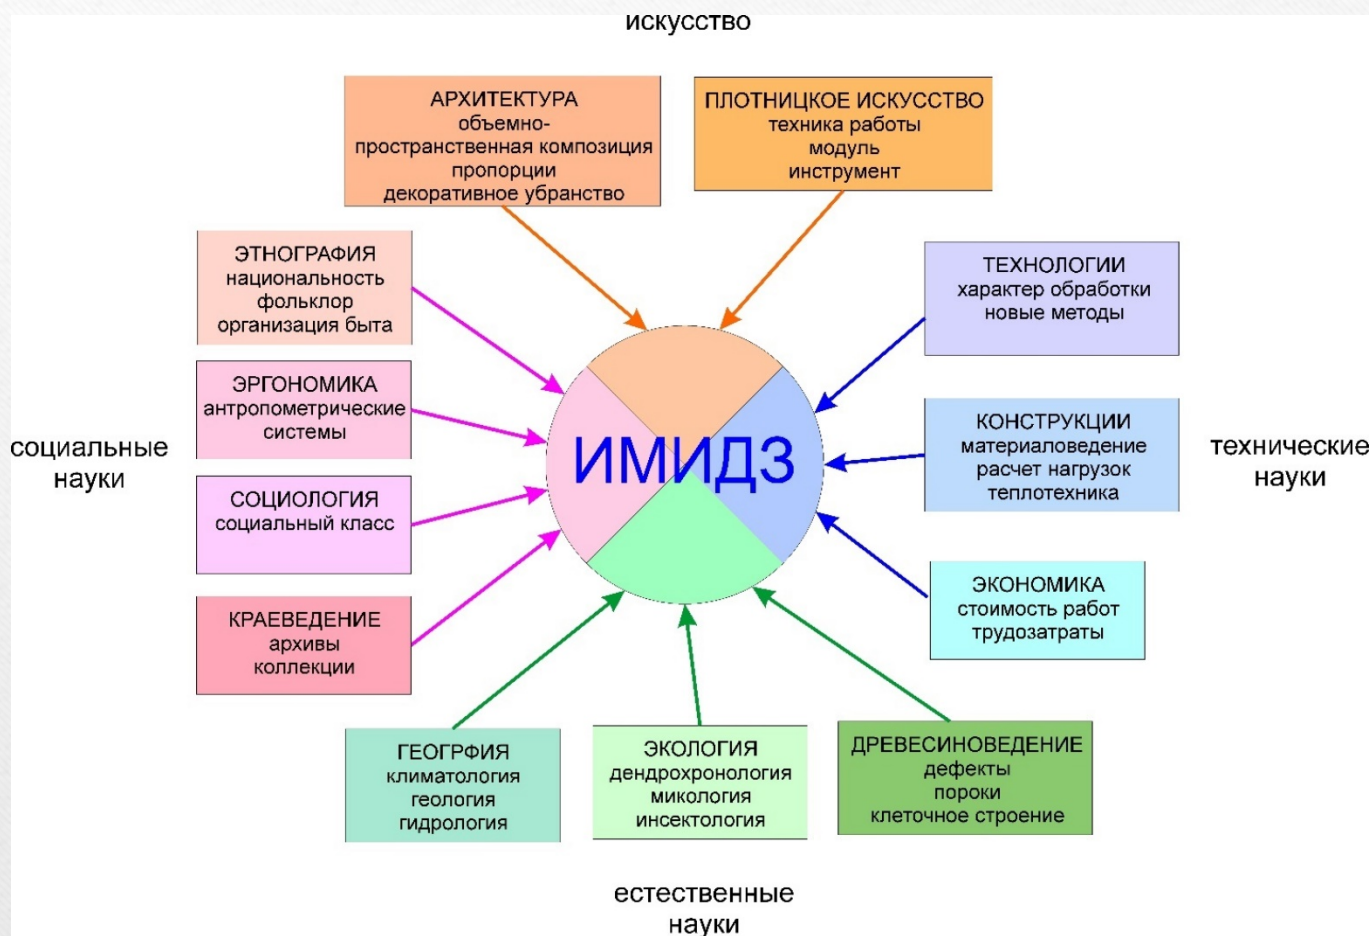 искусство
АРХИТЕКТУРА
объемно-
пространственная композиция
пропорции
декоративное убранство
ПЛОТНИЦКОЕ ИСКУССТВО
техника работы
модуль
инструмент
ЭТНОГРАФИЯ
национальность
фольклор
организация быта
ТЕХНОЛОГИИ
характер обработки
новые методы
ЭРГОНОМИКА
антропометрические
системы
социальные
науки
ИМИДЗ
КОНСТРУКЦИИ
материаловедение
расчет нагрузок
теплотехника
технические
науки
СОЦИОЛОГИЯ
социальный класс
ЭКОНОМИКА
стоимость работ
трудозатраты
КРАЕВЕДЕНИЕ
архивы
коллекции
ГЕОГРФИЯ
климатология
геология
гидрология
ЭКОЛОГИЯ
дендрохронология
микология
инсектология
ДРЕВЕСИНОВЕДЕНИЕ
дефекты
пороки
клеточное строение
естественные
науки